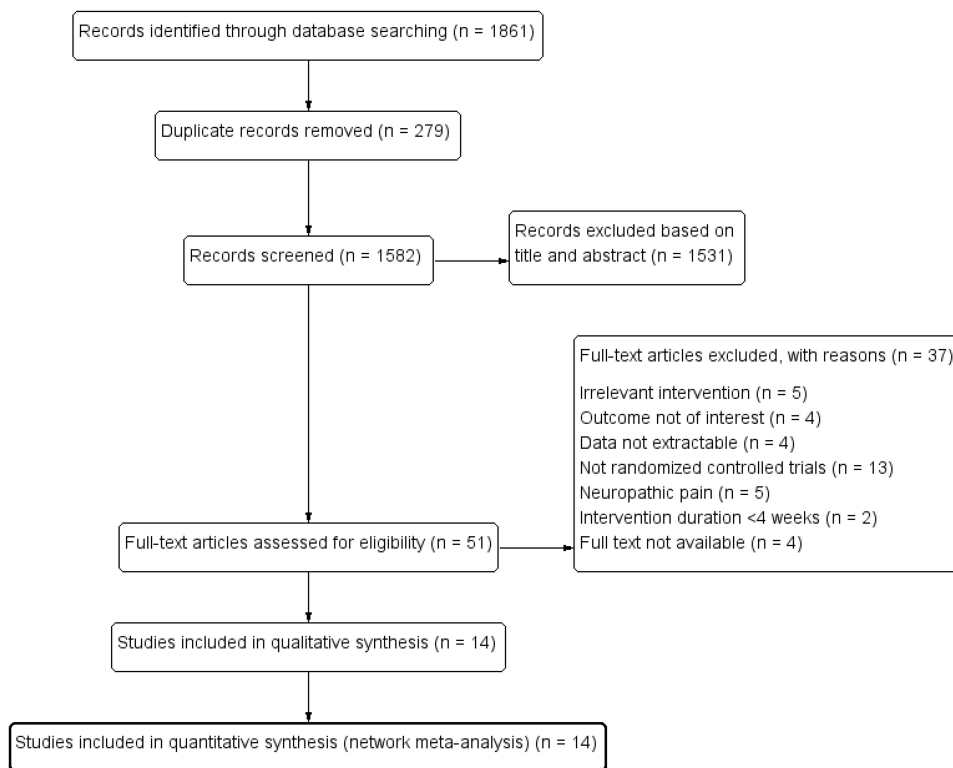 Records identified through database searching (n = 1861)
Duplicate records removed (n = 279)
Records screened (n = 1582)
Records excluded based on
title and abstract (n = 1531)
Full-text articles excluded, with reasons (n = 37)
Irrelevant intervention (n = 5)
Outcome not of interest (n = 4)
Data not extractable (n = 4)
Not randomized controlled trials (n = 13)
Neuropathic pain (n = 5)
Intervention duration <4 weeks (n = 2)
Full text not available (n = 4)
Full-text articles assessed for eligibility (n = 51)
Studies included in qualitative synthesis (n = 14)
Studies included in quantitative synthesis (network meta-analysis) (n = 14)